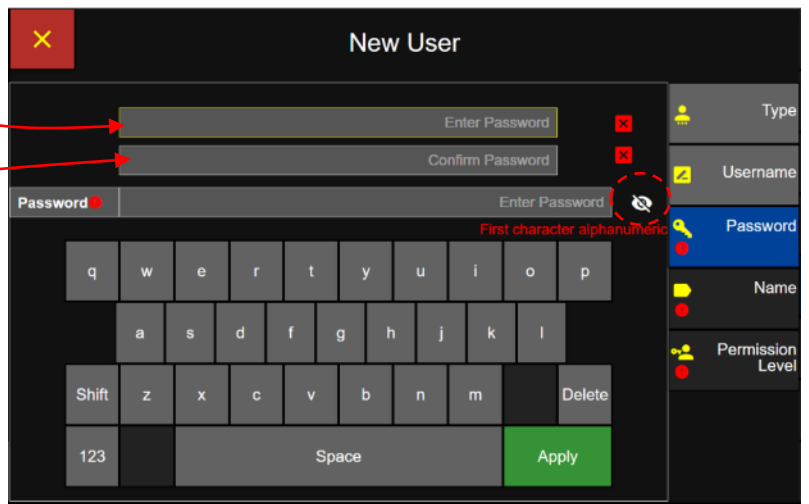 New User
Enter Password
Confirm Password
Password
Enter Password
First character alphanumeric
q w e r t y u i o p
a s d f g h j k l
Shift z x c v b n m Delete
123 Space Apply
Type
Username
Password
Name
Permission
Level